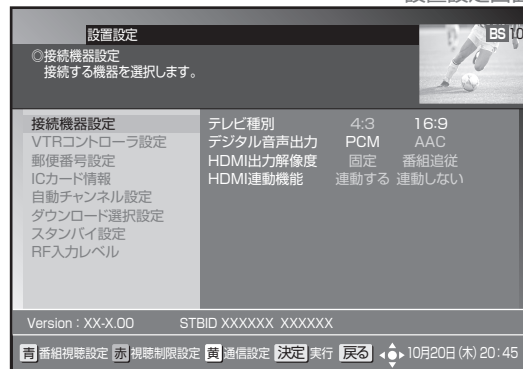 設置設定画面
設置設定
BS 10
◎接続機器設定
接続する機器を選択します。
接続機器設定
VTRコントローラ設定
郵便番号設定
ICカード情報
自動チャンネル設定
ダウンロード選択設定
スタンバイ設定
RF入力レベル
テレビ種別 4:3 16:9
デジタル音声出力 PCM AAC
HDMI出力解像度 固定 番組追従
HDMI連動機能 連動する 連動しない
Version : XX-X.00 STBID XXXXXX XXXXXX
青 番組視聴設定 赤 視聴制限設定 黄 通信設定 決定 実行 戻る 10月20日(木) 20:45